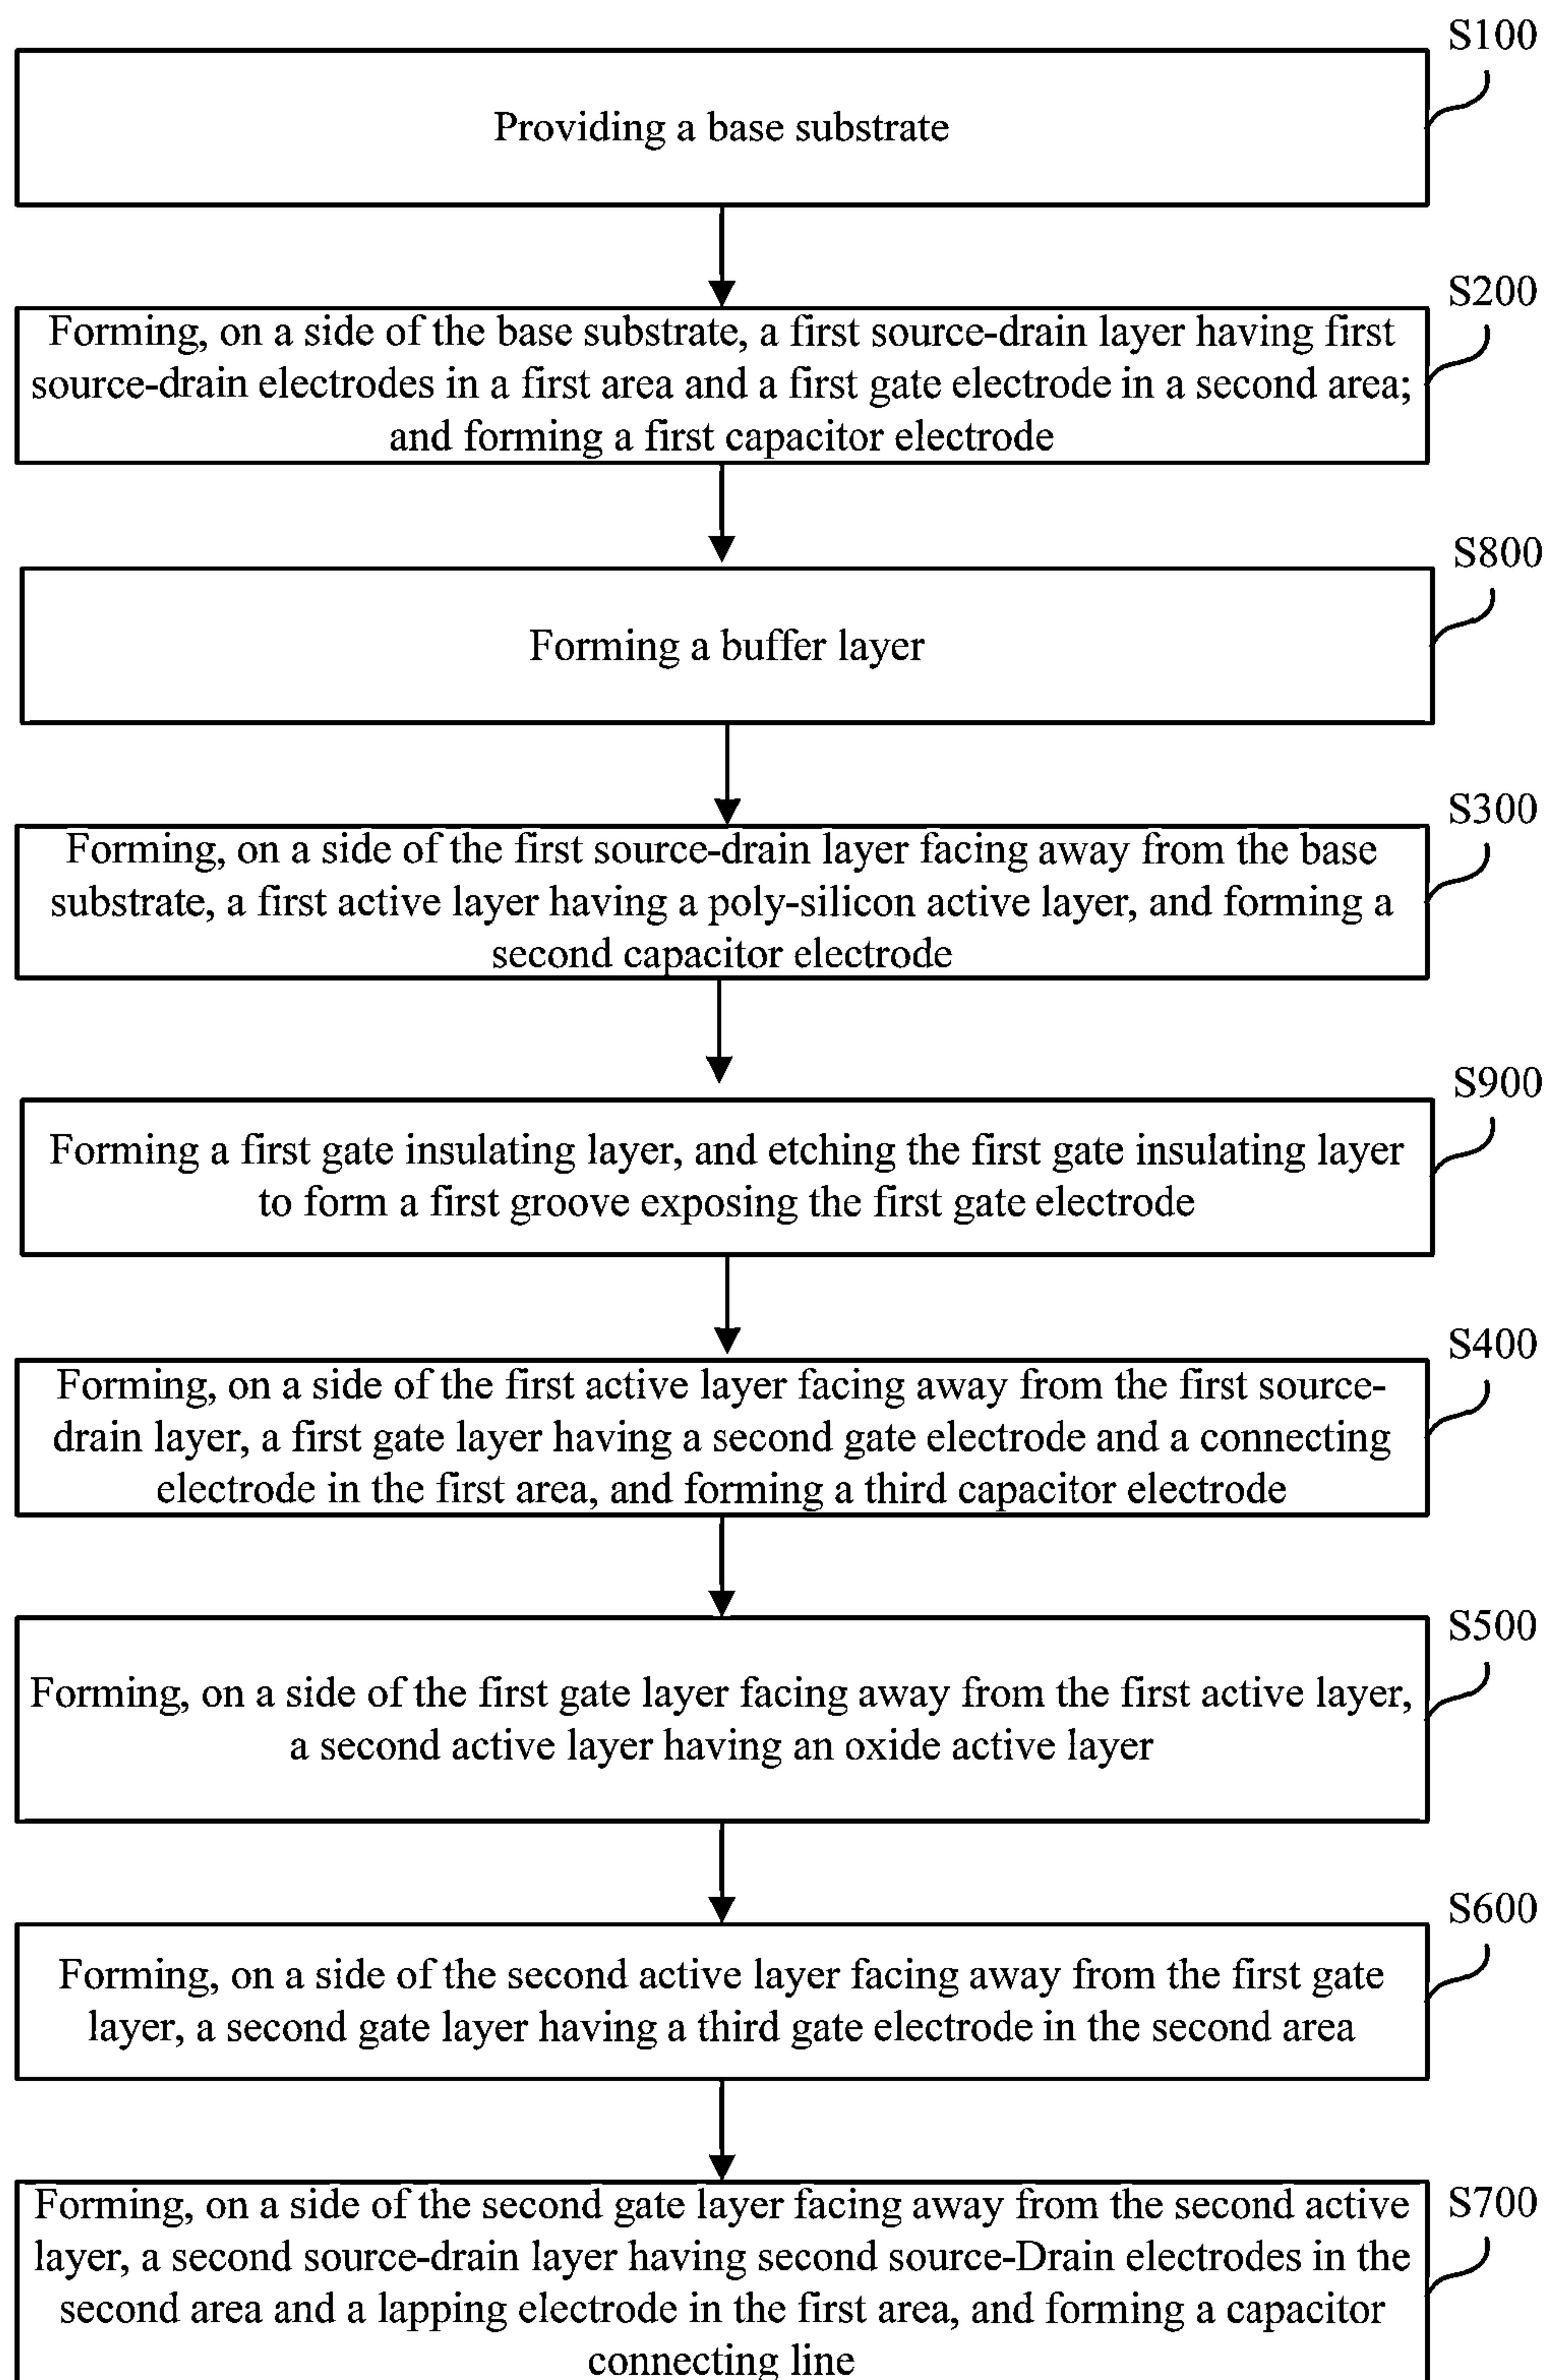 S100
Providing a base substrate
S200
Forming, on a side of the base substrate, a first source-drain layer having first
source-drain electrodes in a first area and a first gate electrode in a second area;
and forming a first capacitor electrode
S800
Forming a buffer layer
S300
Forming, on a side of the first source-drain layer facing away from the base
substrate, a first active layer having a poly-silicon active layer, and forming a
second capacitor electrode
S900
Forming a first gate insulating layer, and etching the first gate insulating layer
to form a first groove exposing the first gate electrode
S400
Forming, on a side of the first active layer facing away from the first source-
drain layer, a first gate layer having a second gate electrode and a connecting
electrode in the first area, and forming a third capacitor electrode
S500
Forming, on a side of the first gate layer facing away from the first active layer,
a second active layer having an oxide active layer
S600
Forming, on a side of the second active layer facing away from the first gate
layer, a second gate layer having a third gate electrode in the second area
S700
Forming, on a side of the second gate layer facing away from the second active
layer, a second source-drain layer having second source-Drain electrodes in the
second area and a lapping electrode in the first area, and forming a capacitor
connecting line